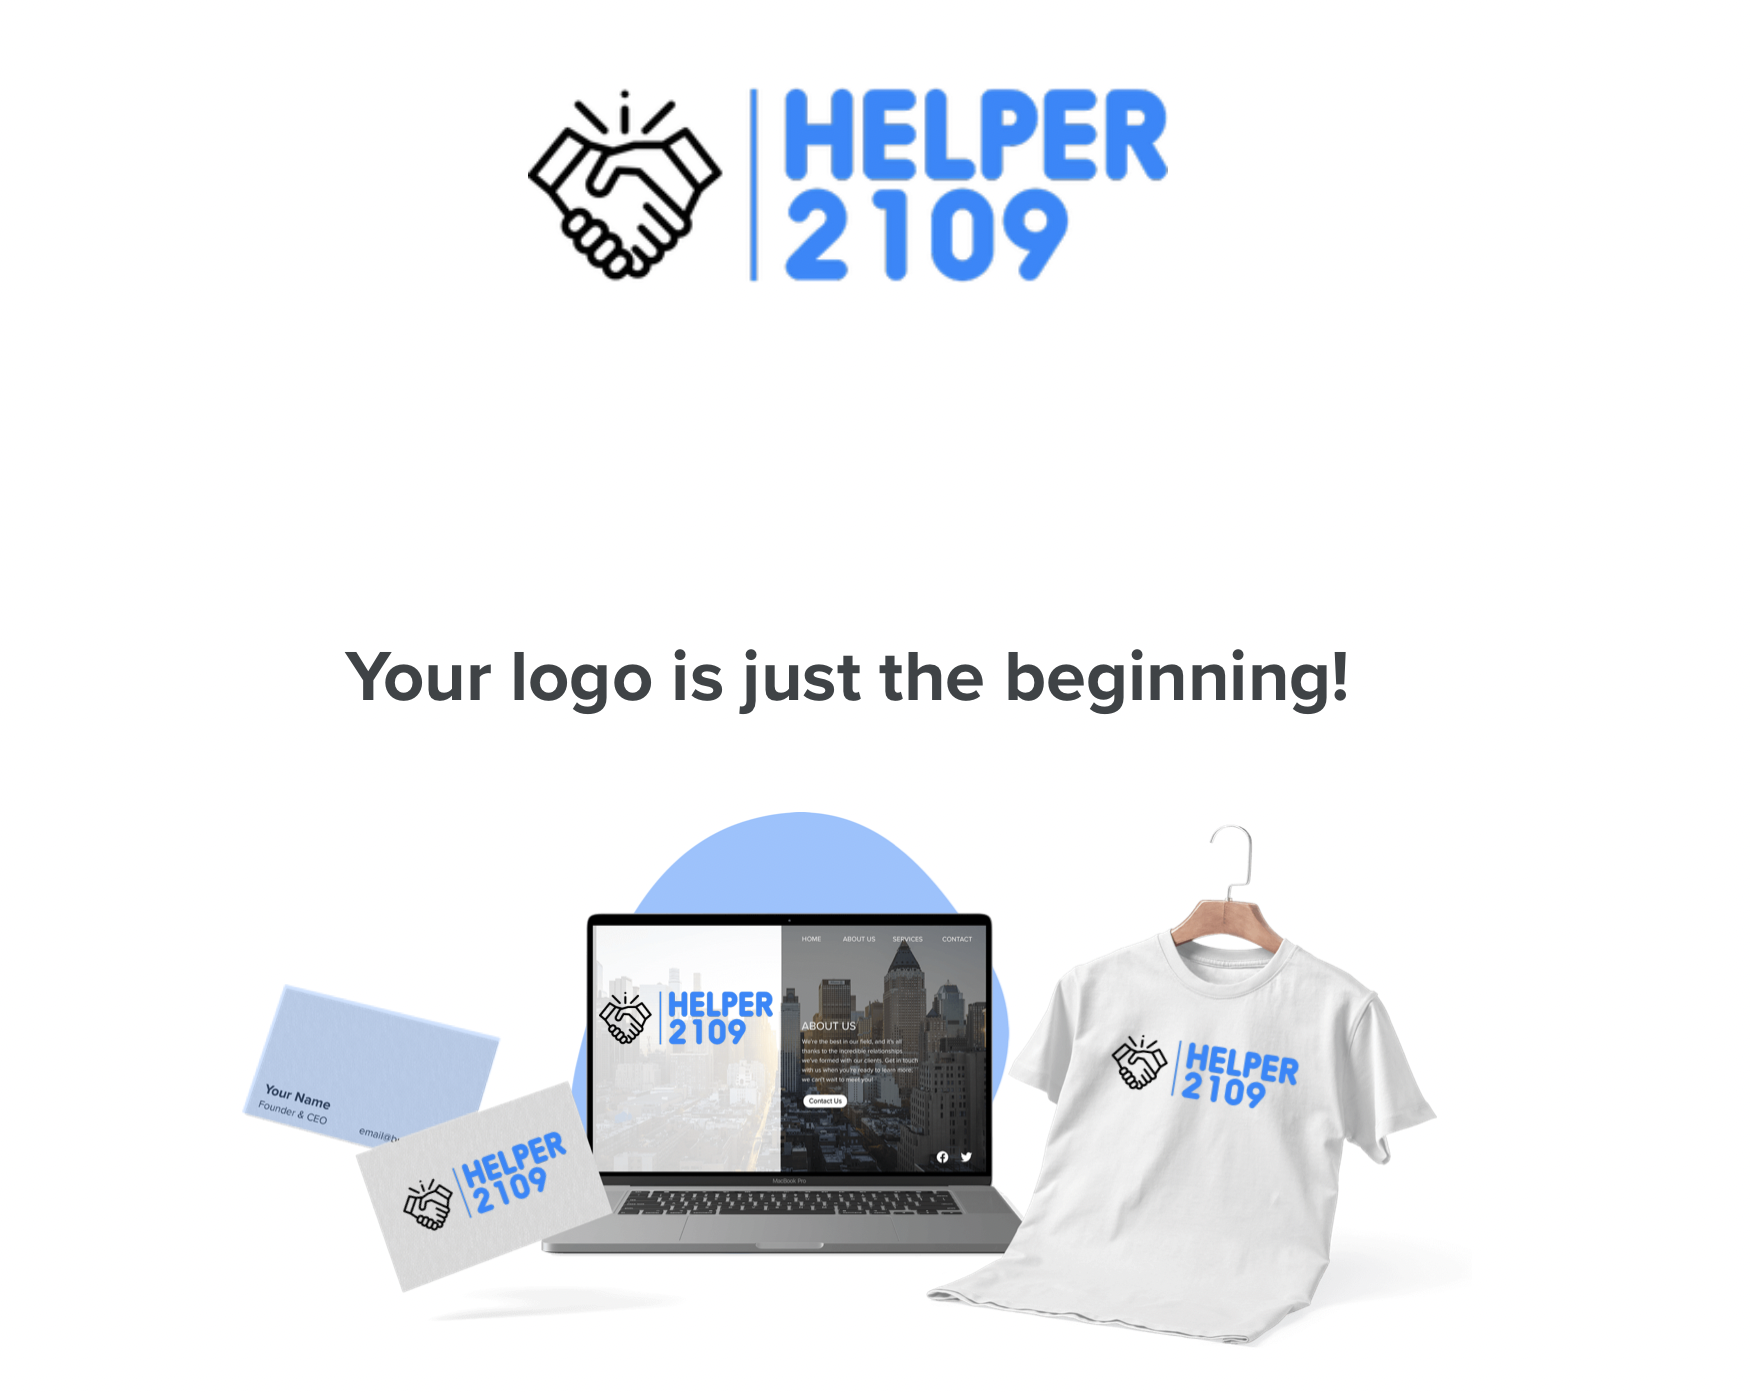 HELPER
2109
Your logo is just the beginning!
HOME ABOUT US SERVICES CONTACT
HELPER
2109
ABOUT US
We're the best in our field, and it's all
thanks to the incredible relationships
we've formed with our clients. Get in touch
with us when you're ready to learn more;
we can't wait to meet you!
Contact Us
MacBook Pro
Your Name
Founder & CEO
HELPER
2109
HELPER
2109